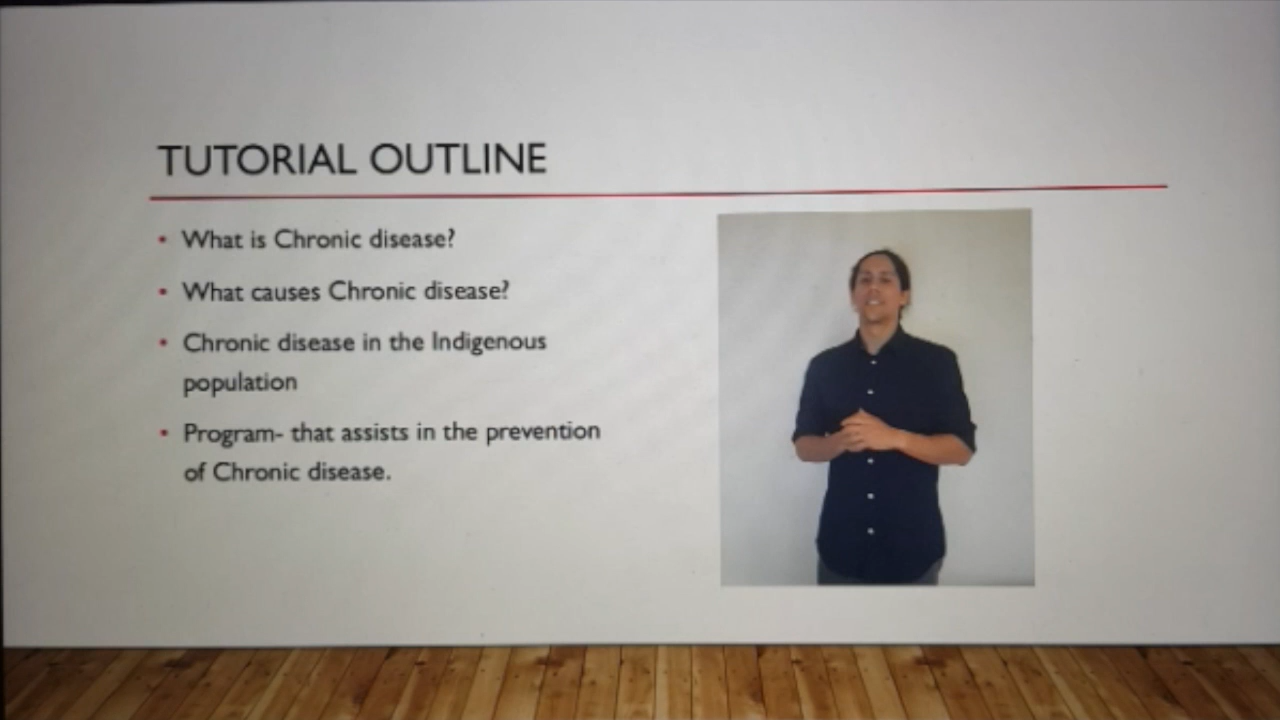 TUTORIAL OUTLINE
• What is Chronic disease?
• What causes Chronic disease?
• Chronic disease in the Indigenous
population
• Program- that assists in the prevention
of Chronic disease.